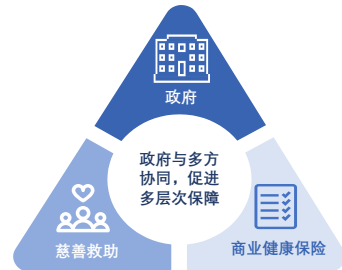 政府
政府与多方
协同，促进
多层次保障
慈善救助
商业健康保险